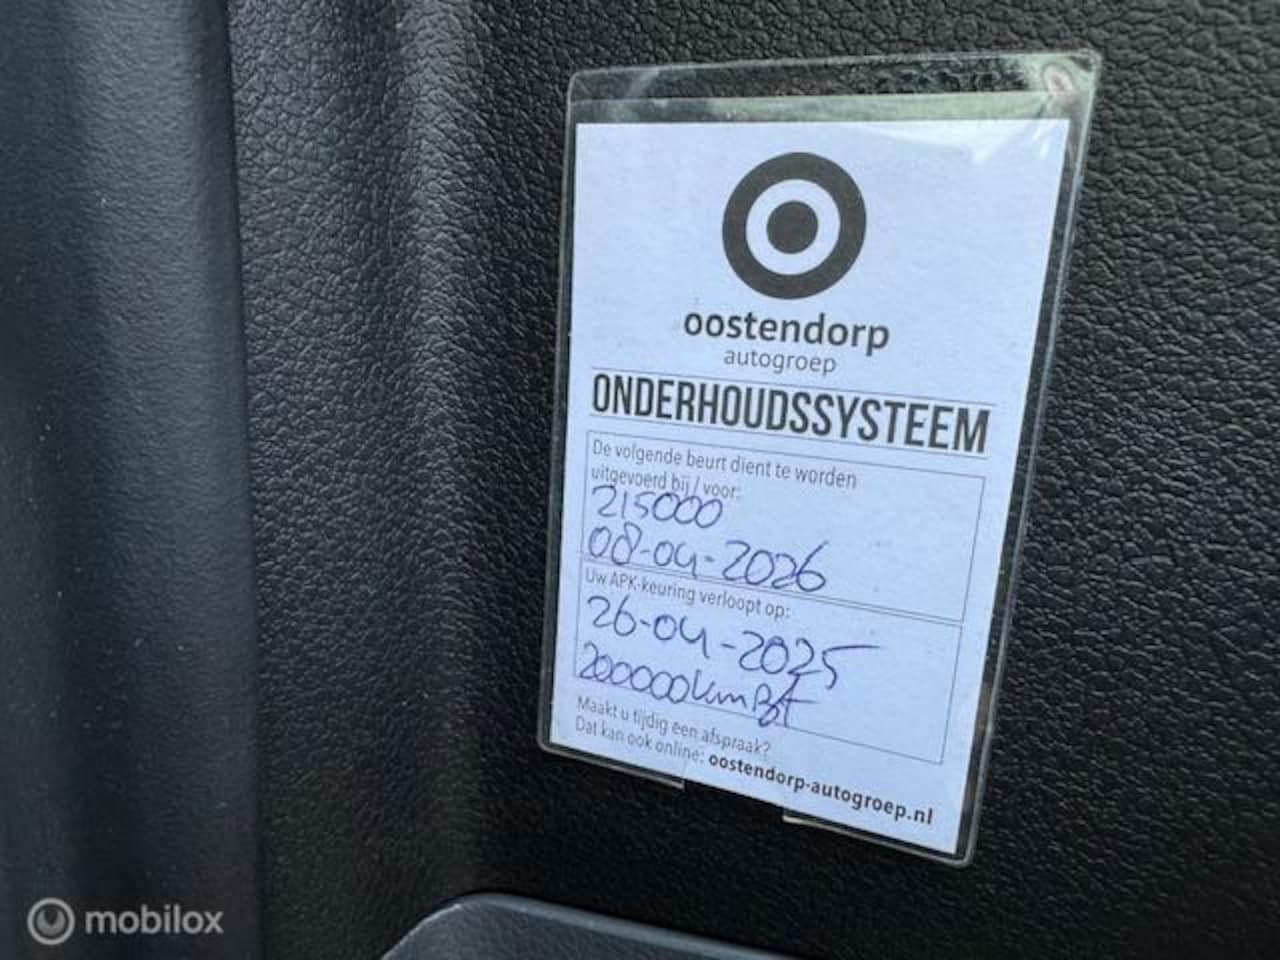 oostendorp
autogroep
ONDERHOUDSSYSTEEM
De volgende beurt dient te worden
uitgevoerd bij / voor:
215000
08-04-2026
Uw APK-keuring verloopt op:
26-04-2025
200000km Bf
Maakt u tijdig een afspraak?
Dat kan ook online: oostendorp-autogroep.nl
mobilox